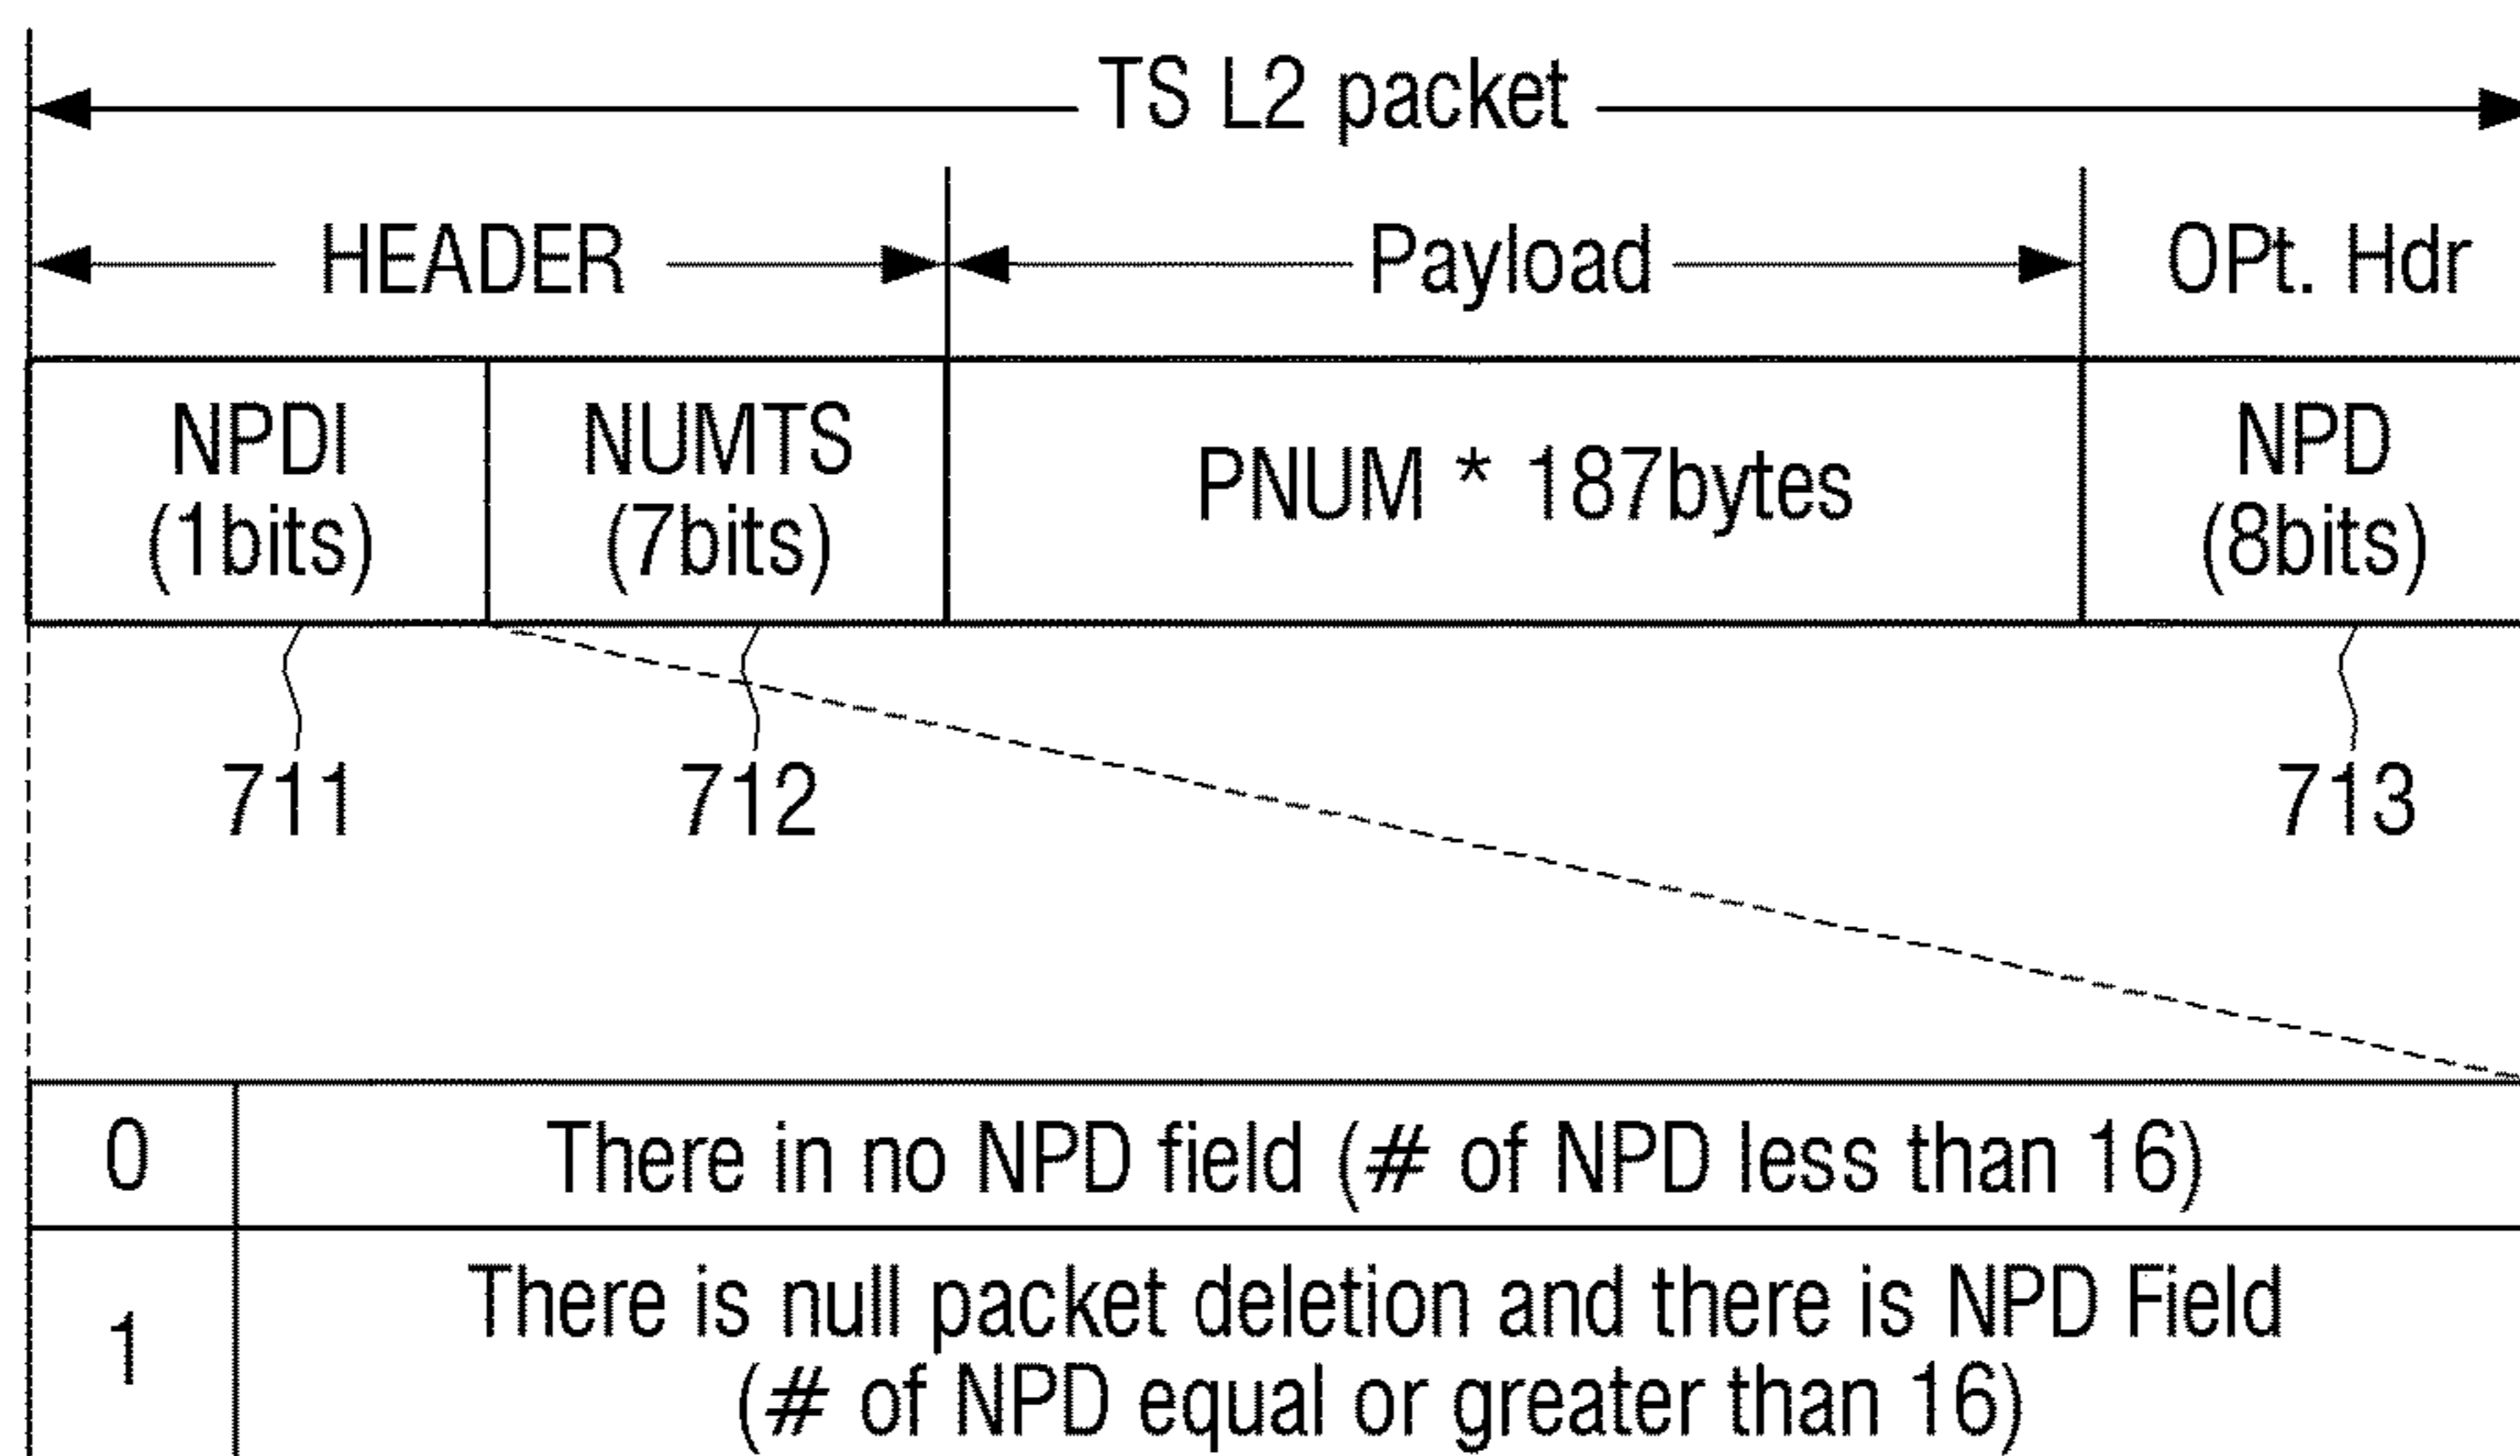 TS L2 packet
HEADER
Payload
OPt. Hdr
NPDI
(1bits)
NUMTS
(7bits)
PNUM * 187bytes
NPD
(8bits)
711
712
713
0
There in no NPD field (# of NPD less than 16)
1
There is null packet deletion and there is NPD Field
(# of NPD equal or greater than 16)